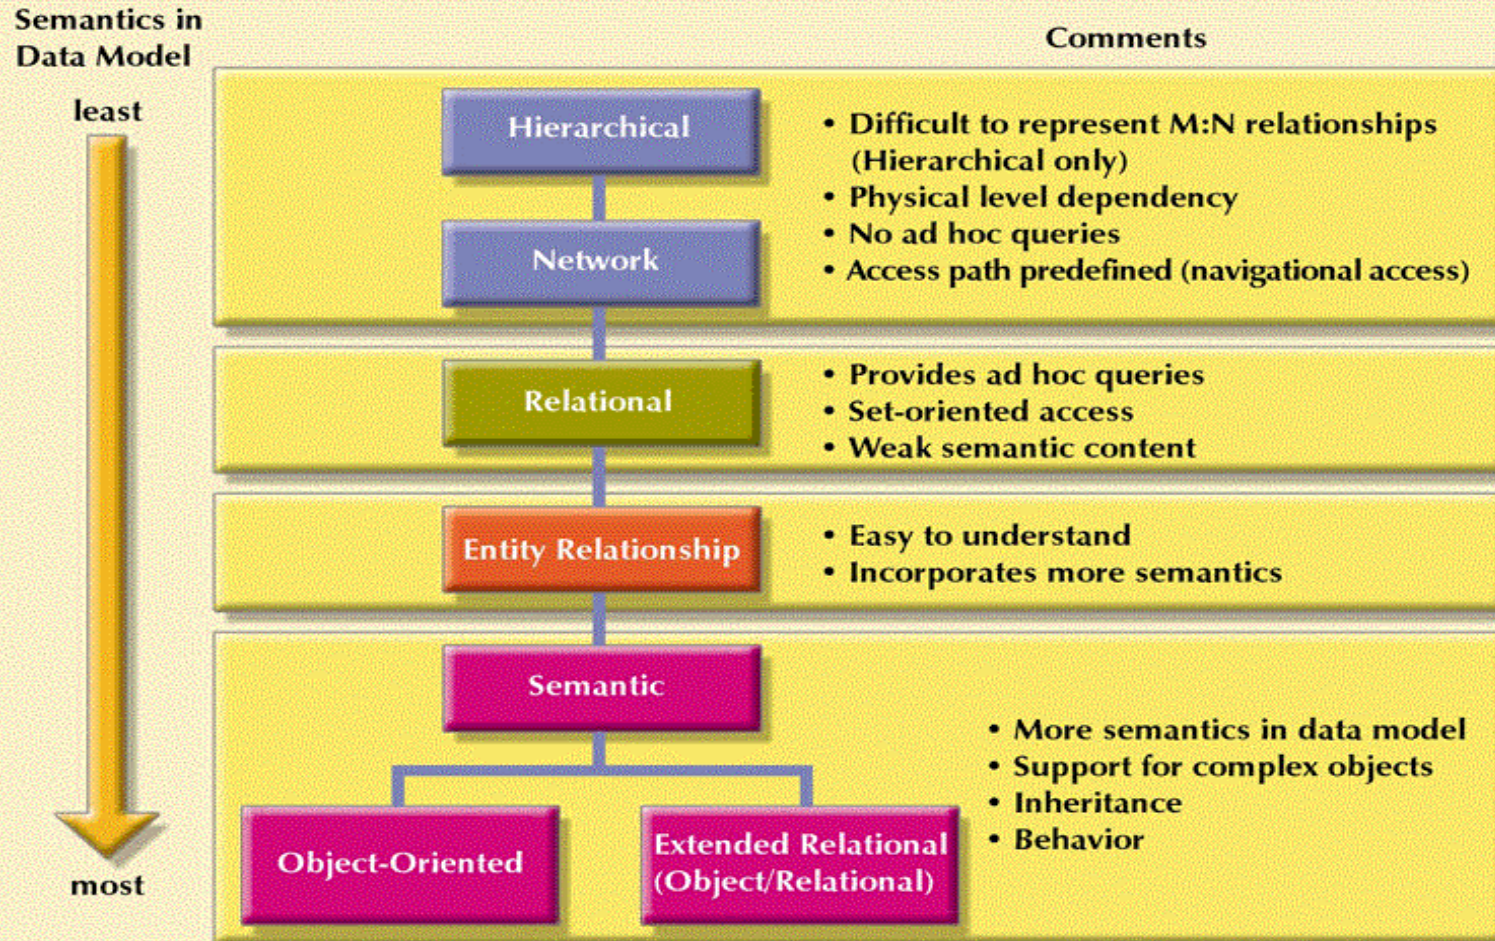 Semantics in
Data Model
Comments
least
Hierarchical
• Difficult to represent M:N relationships
(Hierarchical only)
• Physical level dependency
Network
• No ad hoc queries
• Access path predefined (navigational access)
Relational
• Provides ad hoc queries
• Set-oriented access
• Weak semantic content
Entity Relationship
• Easy to understand
• Incorporates more semantics
Semantic
• More semantics in data model
• Support for complex objects
• Inheritance
• Behavior
Object-Oriented
Extended Relational
(Object/Relational)
most